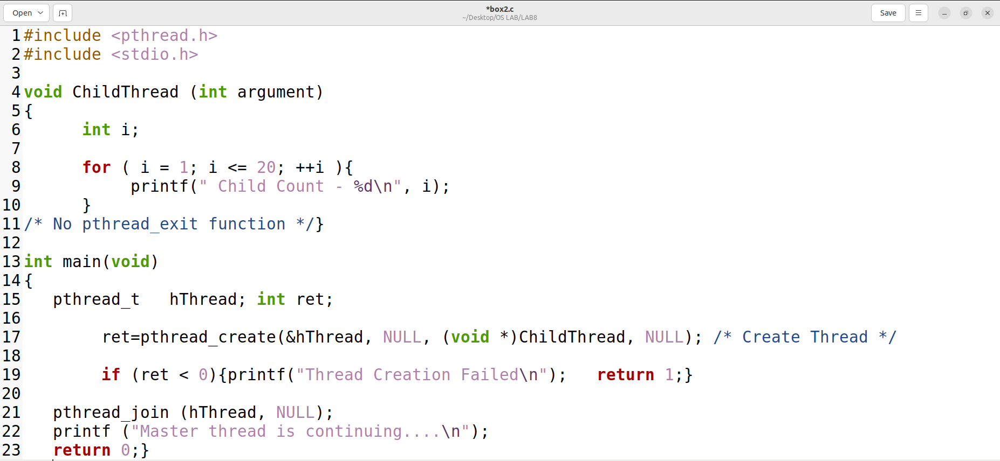 Open
*box2.c
~/Desktop/OS LAB/LAB8
Save
1 #include <pthread.h>
2 #include <stdio.h>
3
4 void ChildThread (int argument)
5 {
6       int i;
7
8       for ( i = 1; i <= 20; ++i ){
9            printf(" Child Count - %d\n", i);
10       }
11 /* No pthread_exit function */}
12
13 int main(void)
14 {
15    pthread_t   hThread; int ret;
16
17         ret=pthread_create(&hThread, NULL, (void *)ChildThread, NULL); /* Create Thread */
18
19         if (ret < 0){printf("Thread Creation Failed\n");   return 1;}
20
21    pthread_join (hThread, NULL);
22    printf ("Master thread is continuing....\n");
23    return 0;}